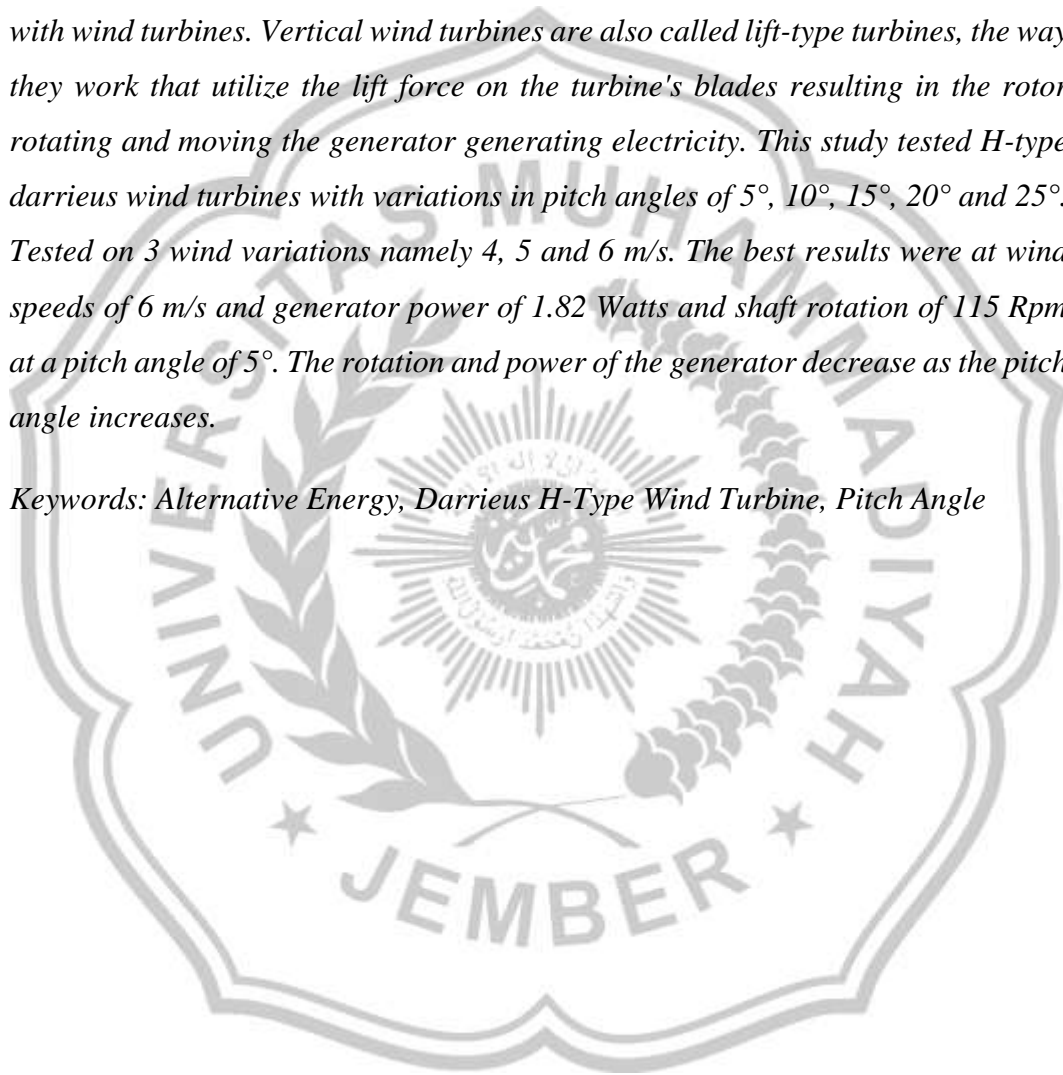 with wind turbines. Vertical wind turbines are also called lift-type turbines, the way
they work that utilize the lift force on the turbine's blades resulting in the rotor
rotating and moving the generator generating electricity. This study tested H-type
darrieus wind turbines with variations in pitch angles of 5°, 10°, 15°, 20° and 25°.
Tested on 3 wind variations namely 4, 5 and 6 m/s. The best results were at wind
speeds of 6 m/s and generator power of 1.82 Watts and shaft rotation of 115 Rpm
at a pitch angle of 5°. The rotation and power of the generator decrease as the pitch
angle increases.
Keywords: Alternative Energy, Darrieus H-Type Wind Turbine, Pitch Angle
UNIVERSITAS MUHAMMADIYAH
JEMBER